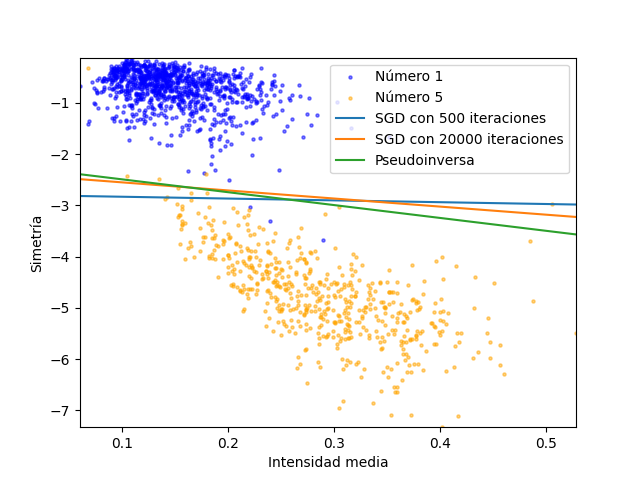 Número 1
Número 5
SGD con 500 iteraciones
SGD con 20000 iteraciones
Pseudoinversa
−1
−2
−3
−4
−5
−6
−7
Simetría
0.1 0.2 0.3 0.4 0.5
Intensidad media